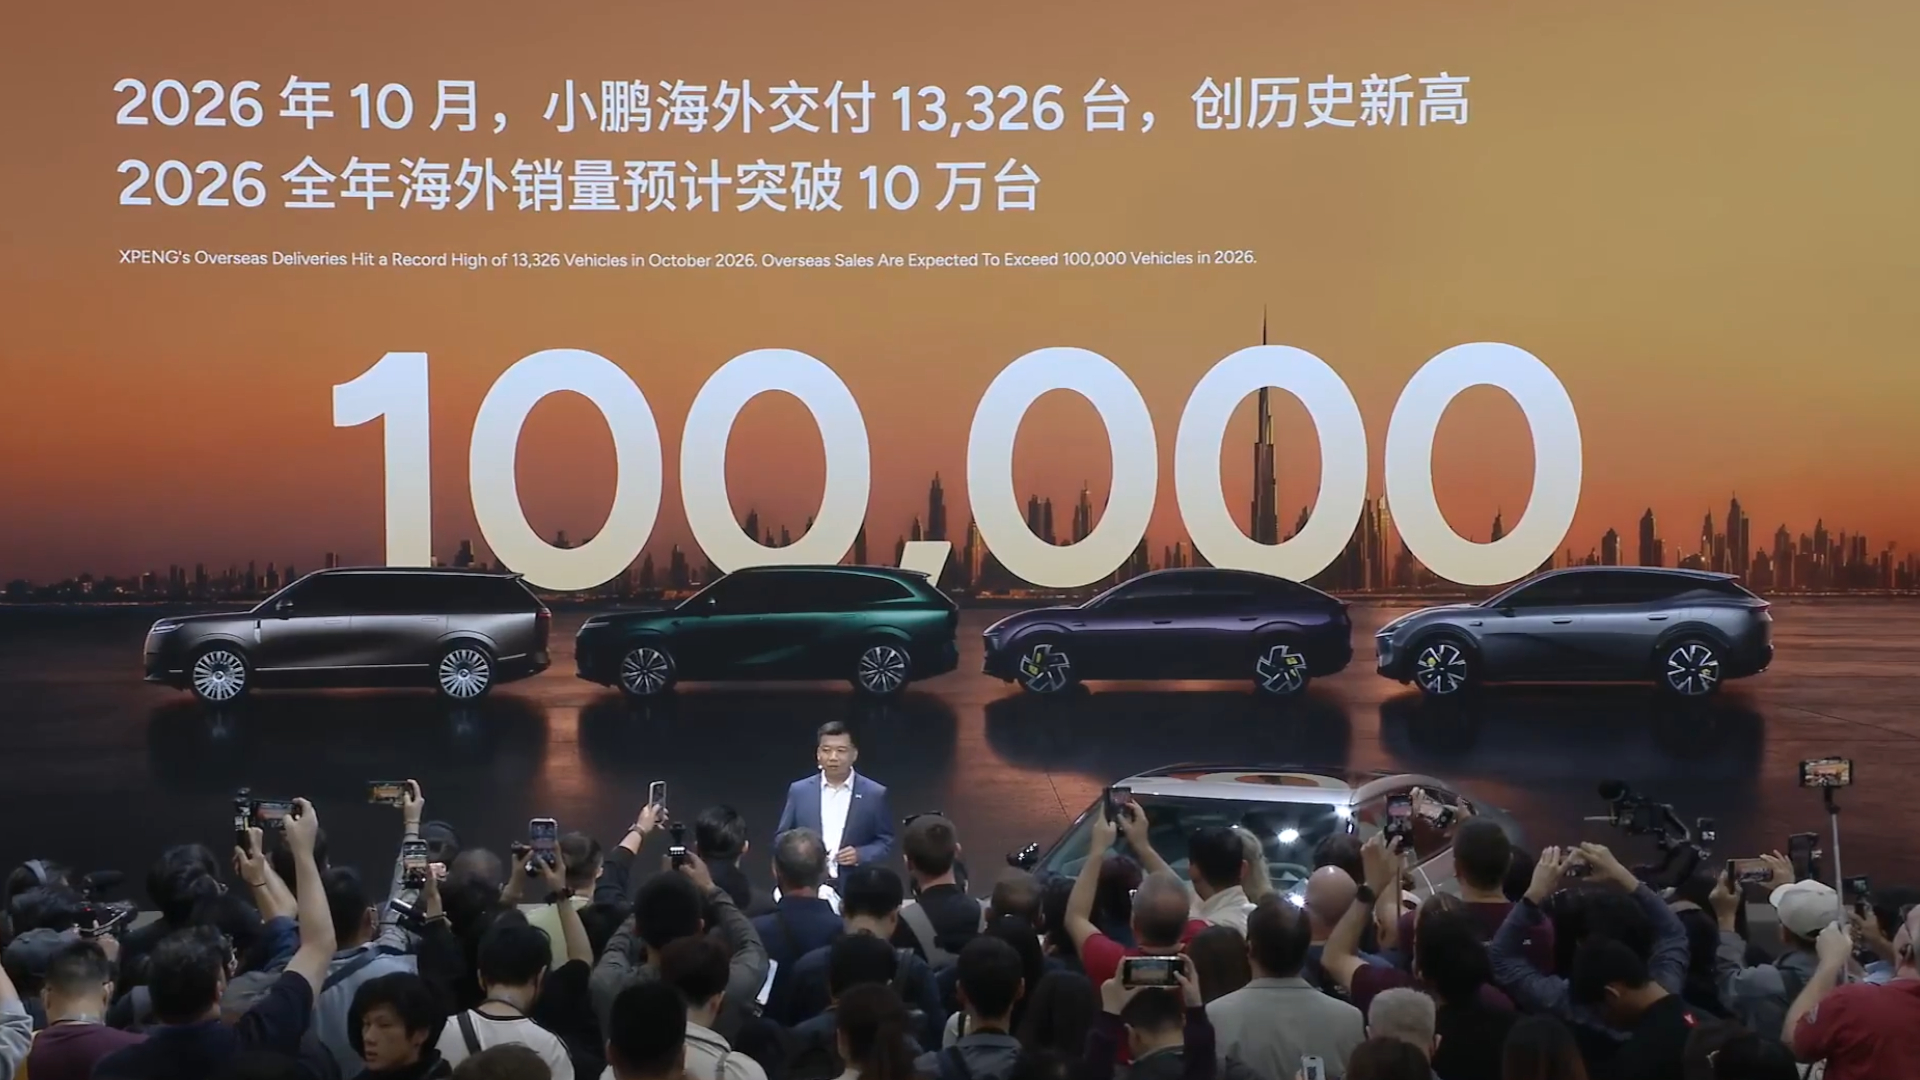 2026 年 10 月，小鹏海外交付 13,326 台，创历史新高
2026 全年海外销量预计突破 10 万台
XPENG's Overseas Deliveries Hit a Record High of 13,326 Vehicles in October 2026. Overseas Sales Are Expected To Exceed 100,000 Vehicles in 2026.
100,000